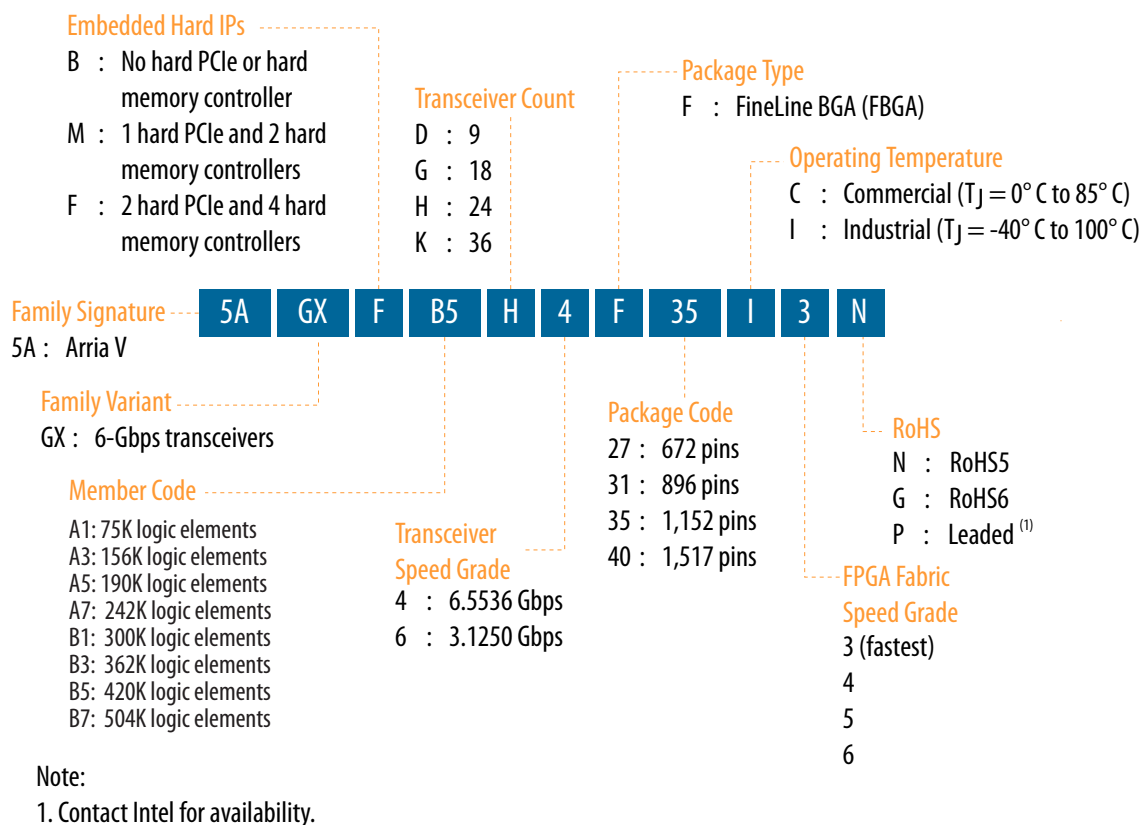 Embedded Hard IPs
B : No hard PCIe or hard
memory controller
M : 1 hard PCIe and 2 hard
memory controllers
F : 2 hard PCIe and 4 hard
memory controllers
Transceiver Count
D : 9
G : 18
H : 24
K : 36
Package Type
F : FineLine BGA (FBGA)
Operating Temperature
C : Commercial (TJ = 0° C to 85° C)
I : Industrial (TJ = -40° C to 100° C)
Family Signature
5A GX F B5 H 4 F 35 I 3 N
5A : Arria V
Family Variant
GX : 6-Gbps transceivers
Member Code
A1: 75K logic elements
A3: 156K logic elements
A5: 190K logic elements
A7: 242K logic elements
B1: 300K logic elements
B3: 362K logic elements
B5: 420K logic elements
B7: 504K logic elements
Transceiver
Speed Grade
4 : 6.5536 Gbps
6 : 3.1250 Gbps
Package Code
27 : 672 pins
31 : 896 pins
35 : 1,152 pins
40 : 1,517 pins
RoHS
N : RoHS5
G : RoHS6
P : Leaded (1)
FPGA Fabric
Speed Grade
3 (fastest)
4
5
6
Note:
1. Contact Intel for availability.